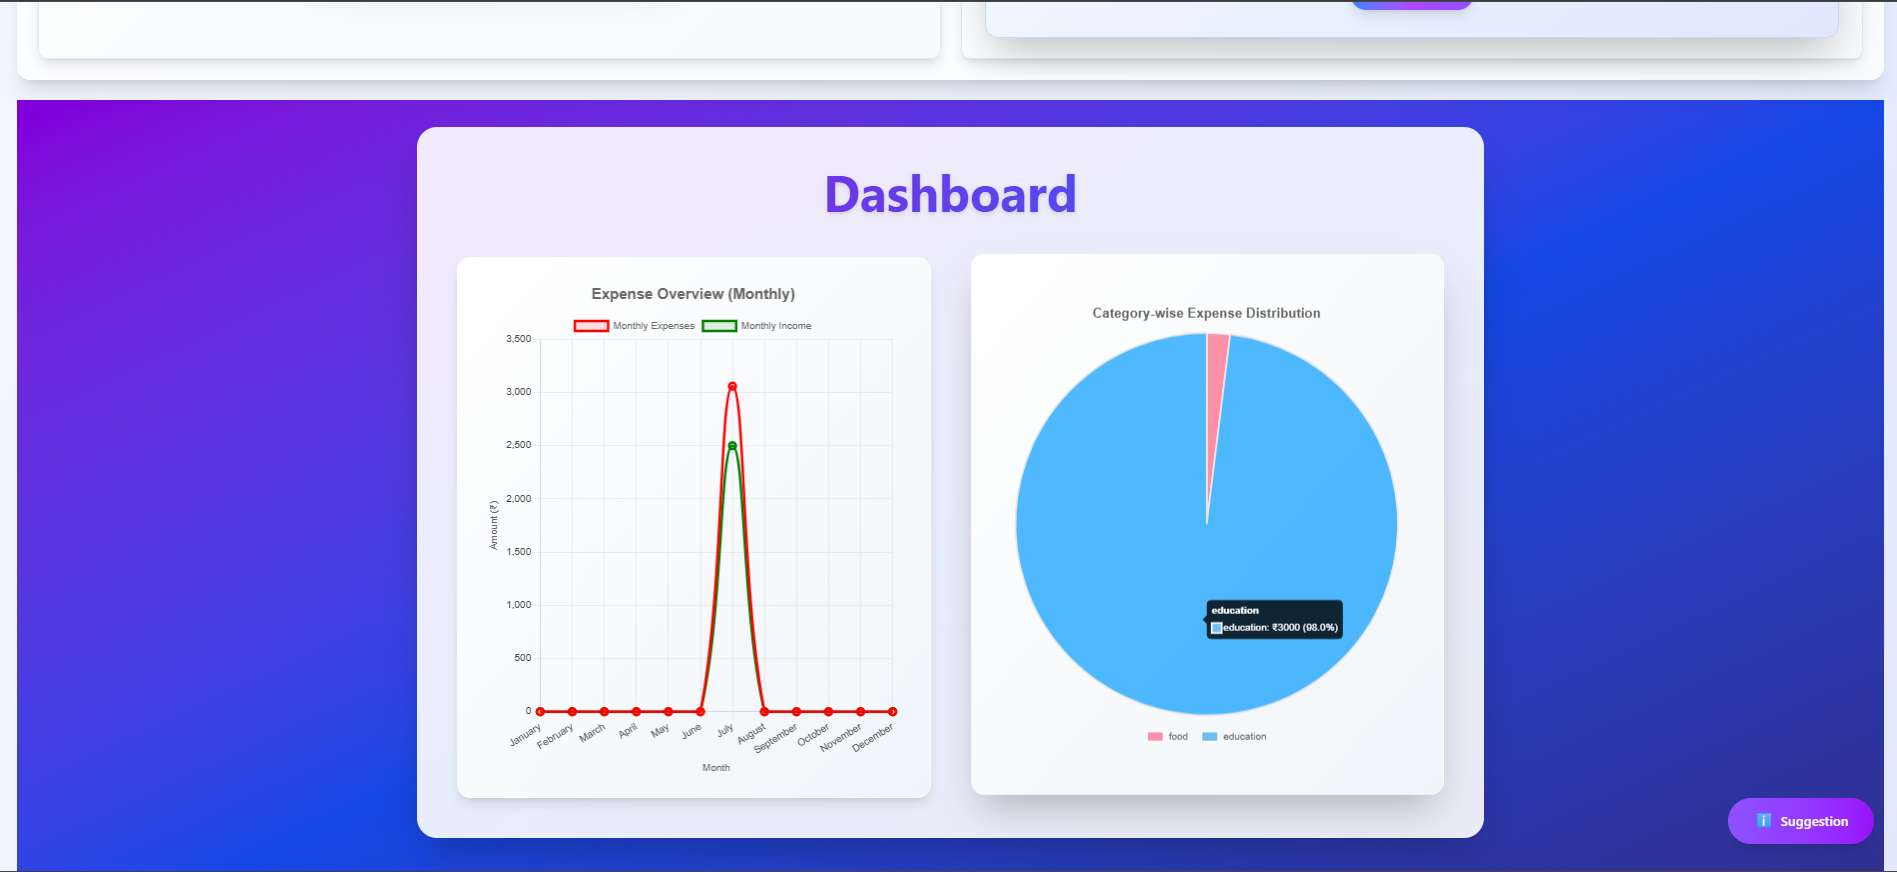 Dashboard
Expense Overview (Monthly)
Monthly Expenses Monthly Income
3,500
3,000
2,500
2,000
1,500
1,000
500
0
Amount (₹)
January February March April May June July August September October November December
Month
Category-wise Expense Distribution
education
education: ₹3000 (98.0%)
food education
i Suggestion